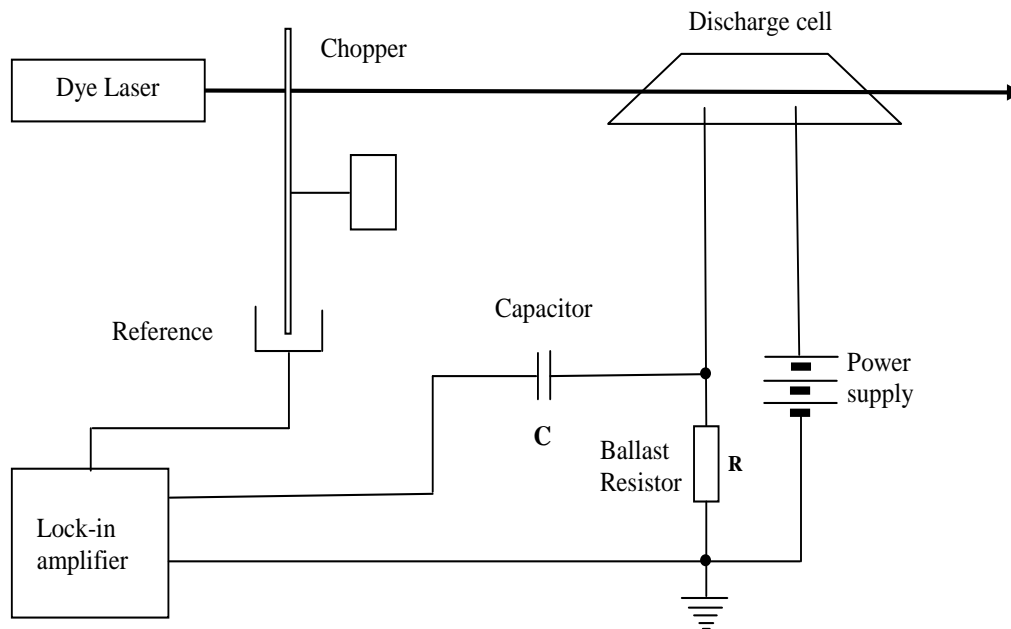 Discharge cell
Chopper
Dye Laser
Capacitor
Reference
Power
supply
C
Ballast
Resistor
R
Lock-in
amplifier